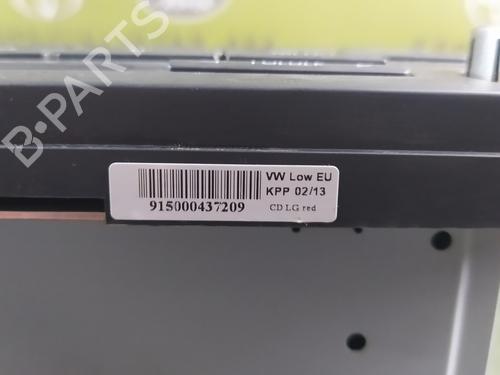 B-PARTS
VW Low EU
KPP 02/13
915000437209
CD LG red